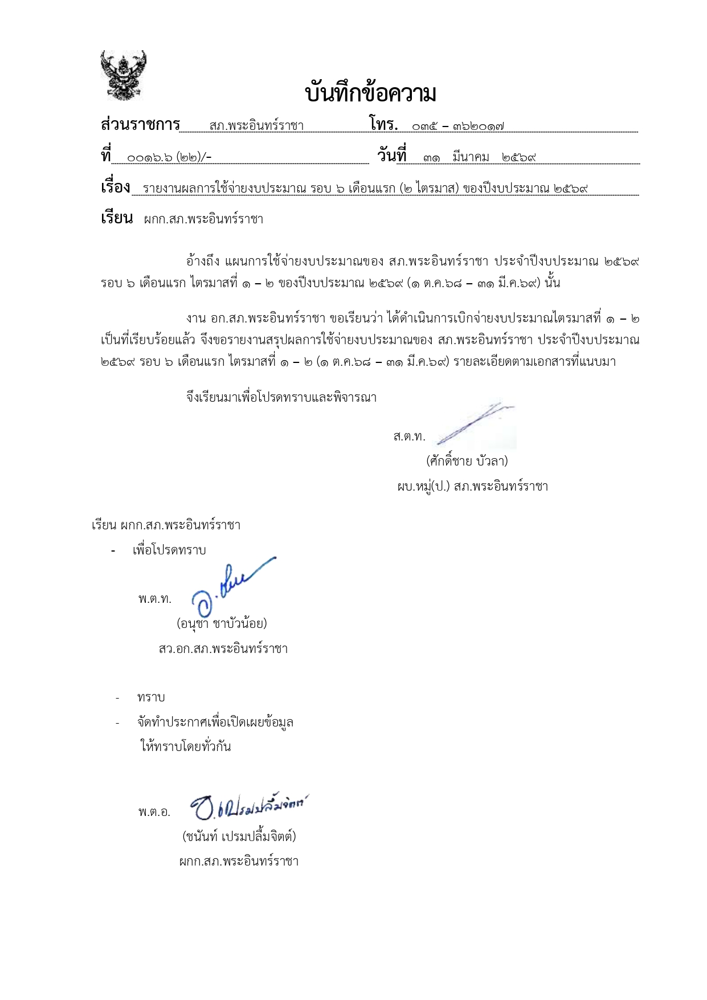 บันทึกข้อความ
ส่วนราชการ สภ.พระอินทร์ราชา โทร. ๐๓๕ – ๓๖๒๐๑๗
ที่ ๐๐๑๖.๖ (๒๒)/- วันที่ ๓๑ มีนาคม ๒๕๖๙
เรื่อง รายงานผลการใช้จ่ายงบประมาณ รอบ ๖ เดือนแรก (๒ ไตรมาส) ของปีงบประมาณ ๒๕๖๙
เรียน ผกก.สภ.พระอินทร์ราชา
อ้างถึง แผนการใช้จ่ายงบประมาณของ สภ.พระอินทร์ราชา ประจำปีงบประมาณ ๒๕๖๙
รอบ ๖ เดือนแรก ไตรมาสที่ ๑ – ๒ ของปีงบประมาณ ๒๕๖๙ (๑ ต.ค.๖๘ – ๓๑ มี.ค.๖๙) นั้น
งาน อก.สภ.พระอินทร์ราชา ขอเรียนว่า ได้ดำเนินการเบิกจ่ายงบประมาณไตรมาสที่ ๑ – ๒
เป็นที่เรียบร้อยแล้ว จึงขอรายงานสรุปผลการใช้จ่ายงบประมาณของ สภ.พระอินทร์ราชา ประจำปีงบประมาณ
๒๕๖๙ รอบ ๖ เดือนแรก ไตรมาสที่ ๑ – ๒ (๑ ต.ค.๖๘ – ๓๑ มี.ค.๖๙) รายละเอียดตามเอกสารที่แนบมา
จึงเรียนมาเพื่อโปรดทราบและพิจารณา
ส.ต.ท.
(ศักดิ์ชาย บัวลา)
ผบ.หมู่(ป.) สภ.พระอินทร์ราชา
เรียน ผกก.สภ.พระอินทร์ราชา
- เพื่อโปรดทราบ
พ.ต.ท.
(อนุชา ชาบัวน้อย)
สว.อก.สภ.พระอินทร์ราชา
- ทราบ
- จัดทำประกาศเพื่อเปิดเผยข้อมูล
ให้ทราบโดยทั่วกัน
พ.ต.อ.
(ชนันท์ เปรมปลื้มจิตต์)
ผกก.สภ.พระอินทร์ราชา